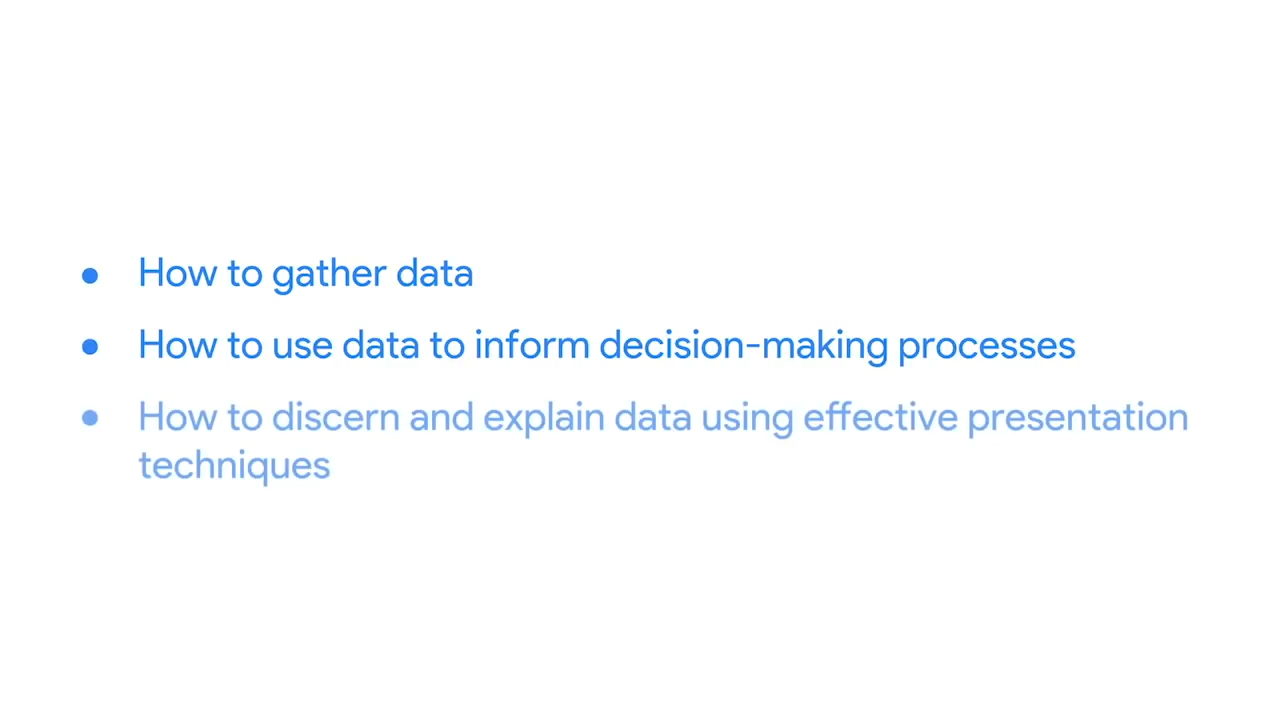 ● How to gather data
● How to use data to inform decision-making processes
● How to discern and explain data using effective presentation
techniques